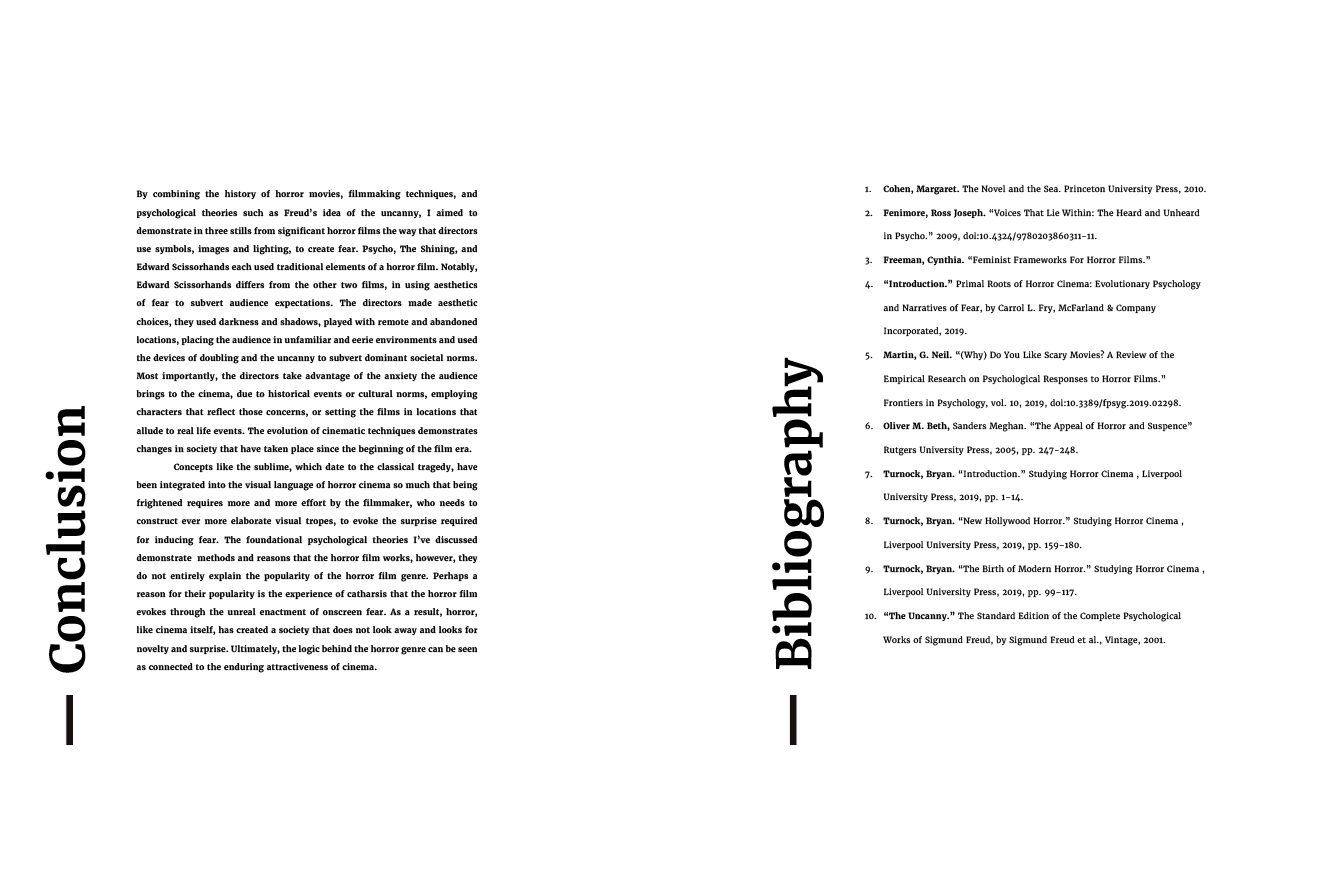 Conclusion
By combining the history of horror movies, filmmaking techniques, and
psychological theories such as Freud’s idea of the uncanny, I aimed to
demonstrate in three stills from significant horror films the way that directors
use symbols, images and lighting, to create fear. Psycho, The Shining, and
Edward Scissorhands each used traditional elements of a horror film. Notably,
Edward Scissorhands differs from the other two films, in using aesthetics
of fear to subvert audience expectations. The directors made aesthetic
choices, they used darkness and shadows, played with remote and abandoned
locations, placing the audience in unfamiliar and eerie environments and used
the devices of doubling and the uncanny to subvert dominant societal norms.
Most importantly, the directors take advantage of the anxiety the audience
brings to the cinema, due to historical events or cultural norms, employing
characters that reflect those concerns, or setting the films in locations that
allude to real life events. The evolution of cinematic techniques demonstrates
changes in society that have taken place since the beginning of the film era.
Concepts like the sublime, which date to the classical tragedy, have
been integrated into the visual language of horror cinema so much that being
frightened requires more and more effort by the filmmaker, who needs to
construct ever more elaborate visual tropes, to evoke the surprise required
for inducing fear. The foundational psychological theories I’ve discussed
demonstrate  methods and reasons that the horror film works, however, they
do not entirely explain the popularity of the horror film genre. Perhaps a
reason for their popularity is the experience of catharsis that the horror film
evokes through the unreal enactment of onscreen fear. As a result, horror,
like cinema itself, has created a society that does not look away and looks for
novelty and surprise. Ultimately, the logic behind the horror genre can be seen
as connected to the enduring attractiveness of cinema.
Bibliography
1. Cohen, Margaret. The Novel and the Sea. Princeton University Press, 2010.
2. Fenimore, Ross Joseph. “Voices That Lie Within: The Heard and Unheard
in Psycho.” 2009, doi:10.4324/9780203860311-11.
3. Freeman, Cynthia. “Feminist Frameworks For Horror Films.”
4. “Introduction.” Primal Roots of Horror Cinema: Evolutionary Psychology
and Narratives of Fear, by Carrol L. Fry, McFarland & Company
Incorporated, 2019.
5. Martin, G. Neil. “(Why) Do You Like Scary Movies? A Review of the
Empirical Research on Psychological Responses to Horror Films.”
Frontiers in Psychology, vol. 10, 2019, doi:10.3389/fpsyg.2019.02298.
6. Oliver M. Beth, Sanders Meghan. “The Appeal of Horror and Suspence”
Rutgers University Press, 2005, pp. 247-248.
7. Turnock, Bryan. “Introduction.” Studying Horror Cinema , Liverpool
University Press, 2019, pp. 1–14.
8. Turnock, Bryan. “New Hollywood Horror.” Studying Horror Cinema ,
Liverpool University Press, 2019, pp. 159–180.
9. Turnock, Bryan. “The Birth of Modern Horror.” Studying Horror Cinema ,
Liverpool University Press, 2019, pp. 99–117.
10. “The Uncanny.” The Standard Edition of the Complete Psychological
Works of Sigmund Freud, by Sigmund Freud et al., Vintage, 2001.